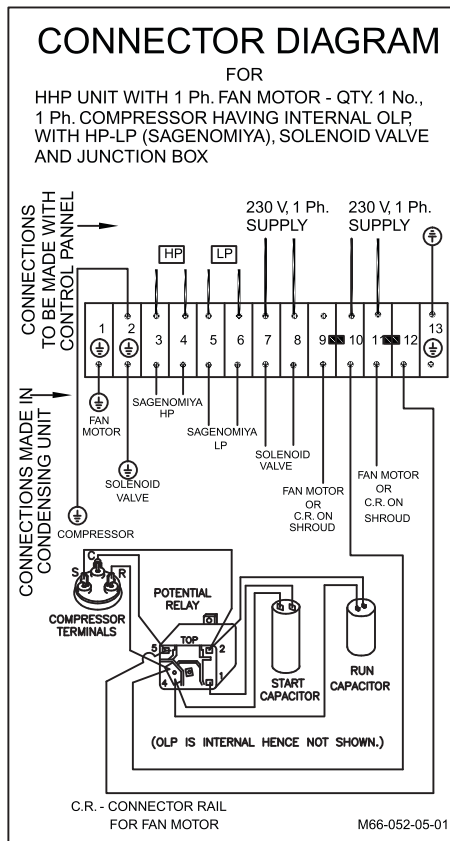 CONNECTOR DIAGRAM
FOR
HHP UNIT WITH 1 Ph. FAN MOTOR - QTY. 1 No.,
1 Ph. COMPRESSOR HAVING INTERNAL OLP,
WITH HP-LP (SAGENOMIYA), SOLENOID VALVE
AND JUNCTION BOX
CONNECTIONS
TO BE MADE WITH
CONTROL PANNEL
HP
LP
230 V, 1 Ph.
SUPPLY
230 V, 1 Ph.
SUPPLY
1
2
3
4
5
6
7
8
9
10
11
12
13
CONNECTIONS MADE IN
CONDENSING UNIT
FAN
MOTOR
SOLENOID
VALVE
COMPRESSOR
SAGENOMIYA
HP
SAGENOMIYA
LP
SOLENOID
VALVE
FAN MOTOR
OR
C.R. ON
SHROUD
FAN MOTOR
OR
C.R. ON
SHROUD
C
S
R
COMPRESSOR
TERMINALS
POTENTIAL
RELAY
TOP
5
2
4
1
START
CAPACITOR
RUN
CAPACITOR
(OLP IS INTERNAL HENCE NOT SHOWN.)
C.R. - CONNECTOR RAIL
FOR FAN MOTOR
M66-052-05-01